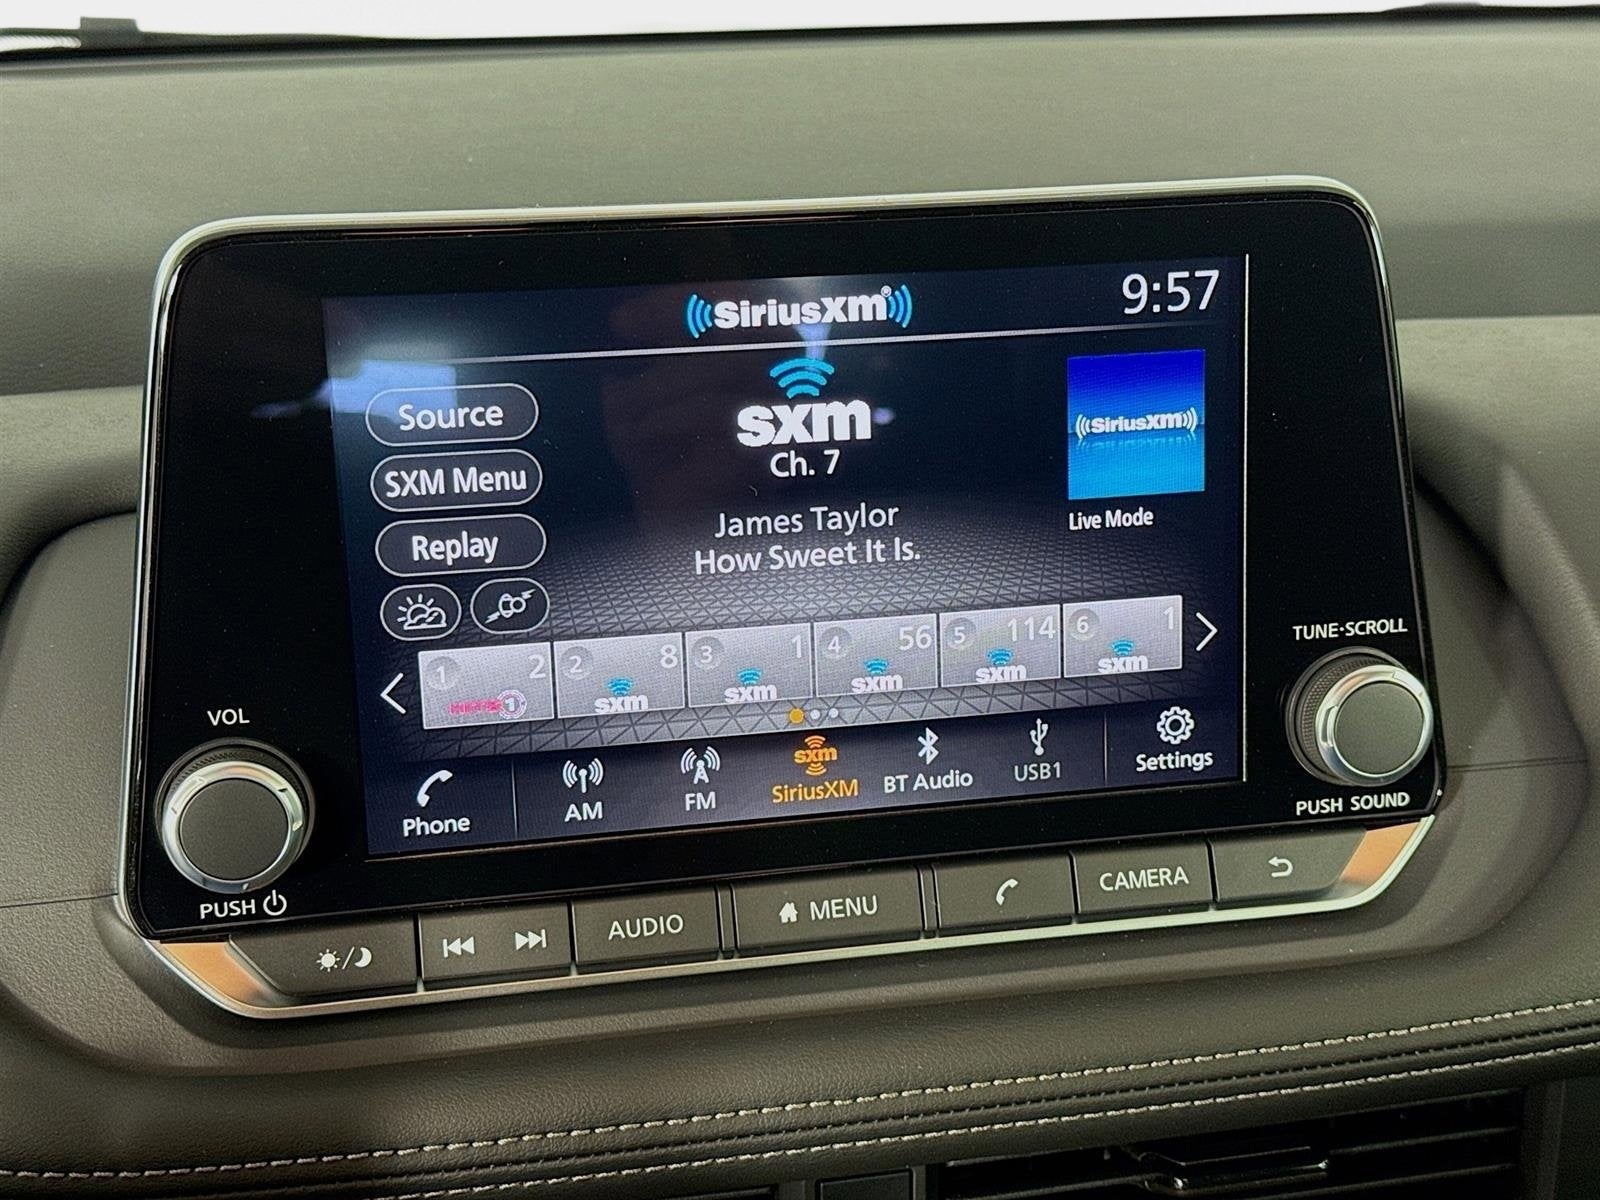 SiriusXM®
9:57
Source
SXM Menu
Replay
sxm
Ch. 7
James Taylor
How Sweet It Is.
SiriusXM
Live Mode
1 2
2 8 sxm
3 1 sxm
4 56 sxm
5 114 sxm
6 1 sxm
Phone
AM
FM
sxm
SiriusXM
BT Audio
USB1
Settings
VOL
PUSH
TUNE·SCROLL
PUSH SOUND
AUDIO
MENU
CAMERA